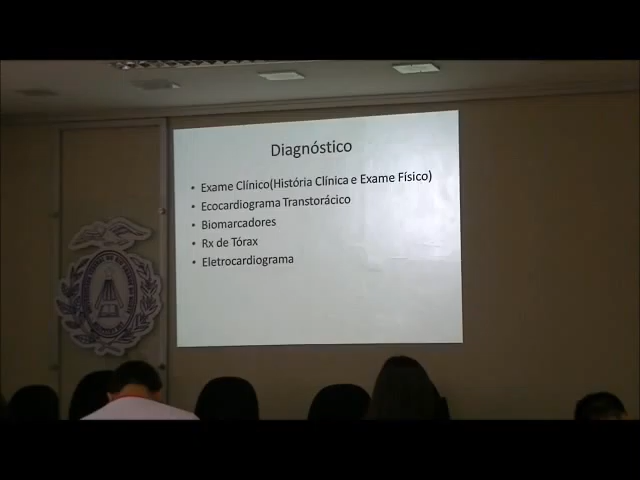 Diagnóstico
• Exame Clínico(História Clínica e Exame Físico)
• Ecocardiograma Transtorácico
• Biomarcadores
• Rx de Tórax
• Eletrocardiograma